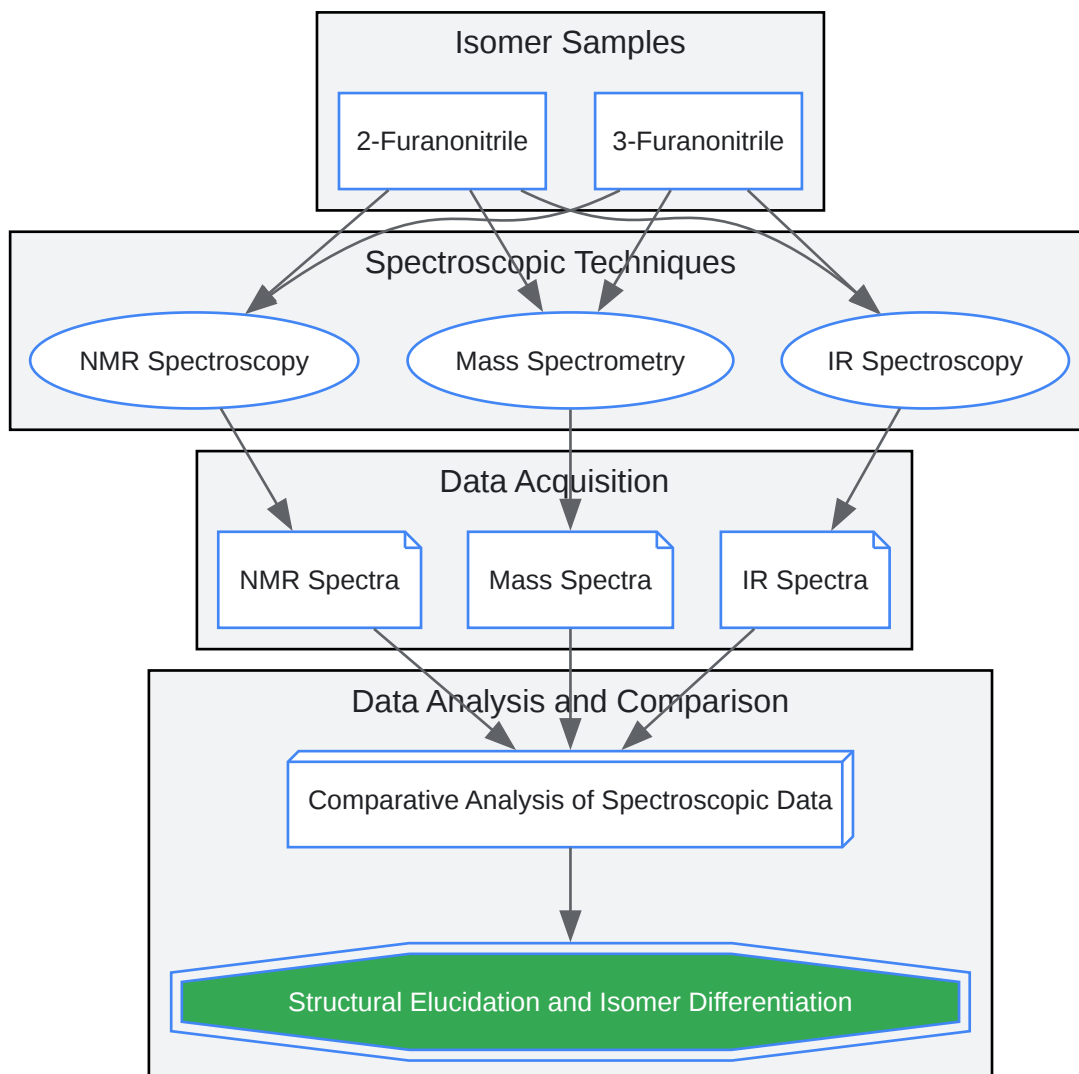 Isomer Samples
2-Furanonitrile
3-Furanonitrile
Spectroscopic Techniques
NMR Spectroscopy
Mass Spectrometry
IR Spectroscopy
Data Acquisition
NMR Spectra
Mass Spectra
IR Spectra
Data Analysis and Comparison
Comparative Analysis of Spectroscopic Data
Structural Elucidation and Isomer Differentiation